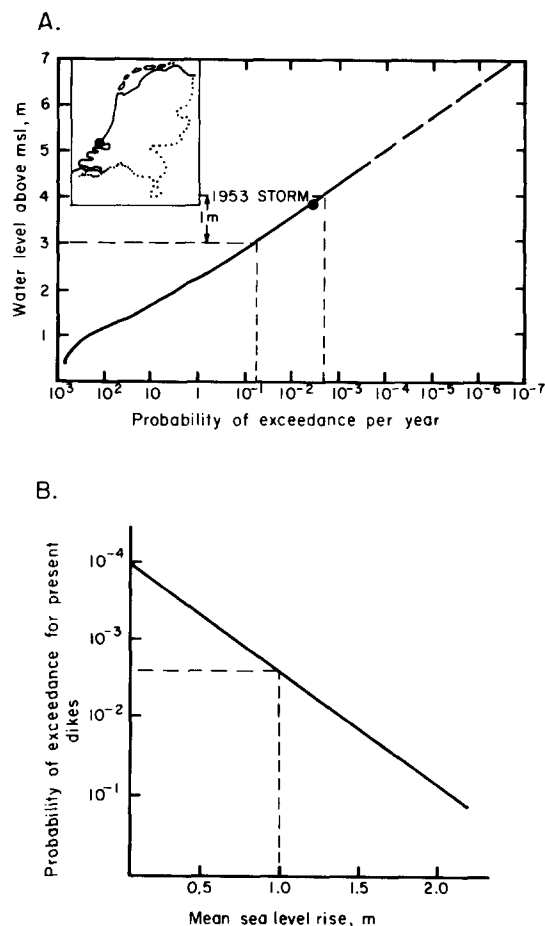 A.
Water level above msl, m
7
6
5
4
3
2
1
1953 STORM
1
m
10³ 10² 10 1 10⁻¹ 10⁻² 10⁻³ 10⁻⁴ 10⁻⁵ 10⁻⁶ 10⁻⁷
Probability of exceedance per year
B.
Probability of exceedance for present
dikes
10⁻⁴
10⁻³
10⁻²
10⁻¹
0.5 1.0 1.5 2.0
Mean sea level rise, m